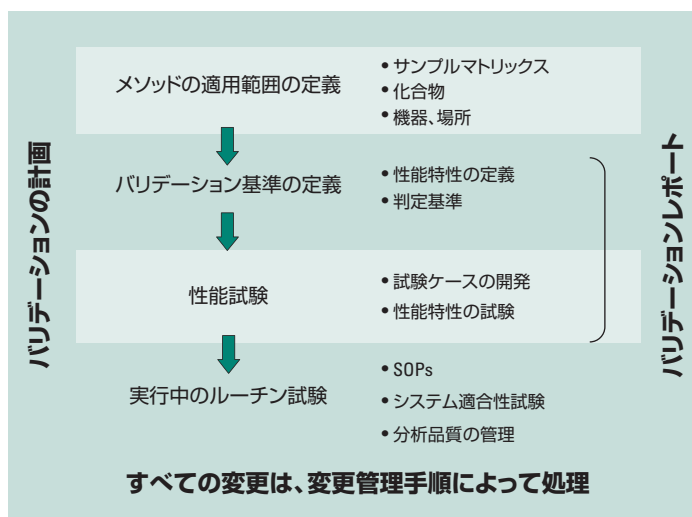 メソッドの適用範囲の定義
• サンプルマトリックス
• 化合物
• 機器、場所
バリデーション基準の定義
• 性能特性の定義
• 判定基準
性能試験
• 試験ケースの開発
• 性能特性の試験
実行中のルーチン試験
• SOPs
• システム適合性試験
• 分析品質の管理
バリデーションの計画
バリデーションレポート
すべての変更は、変更管理手順によって処理